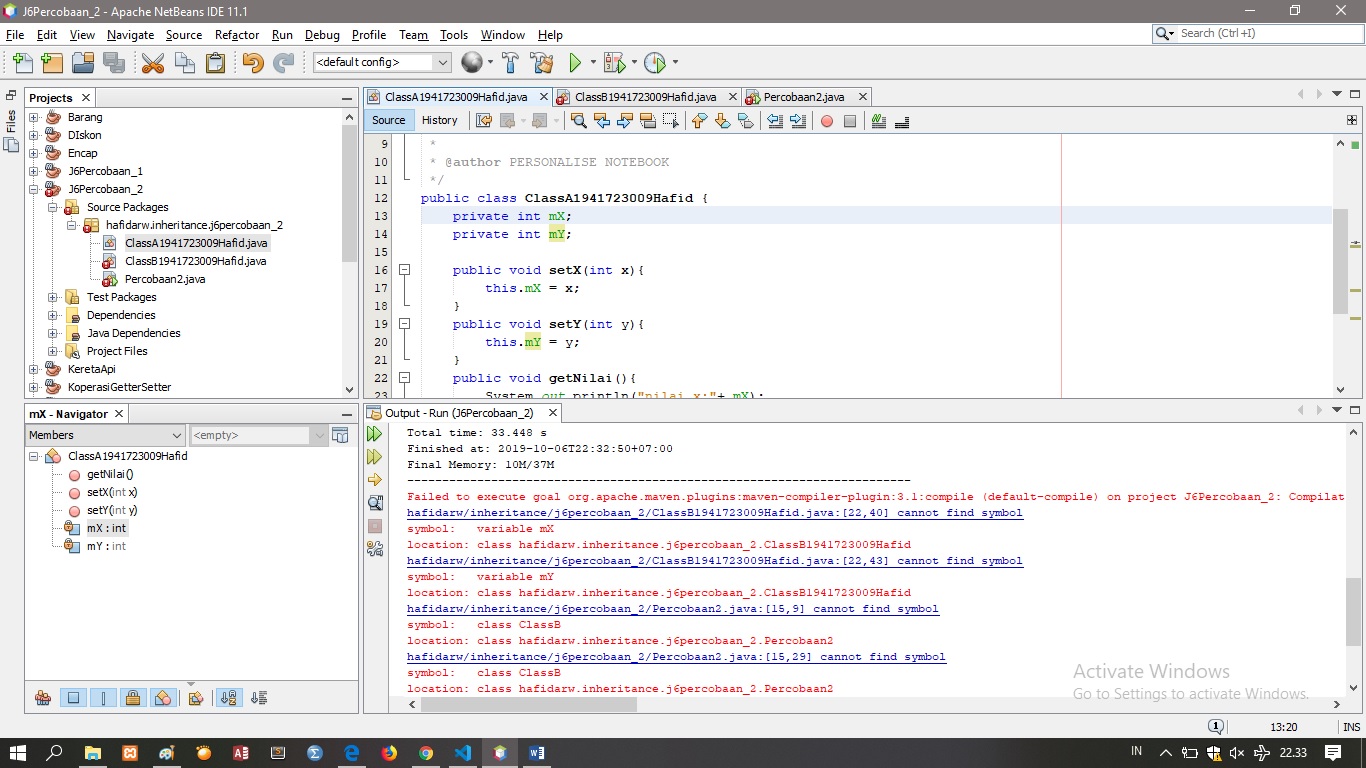 J6Percobaan_2 - Apache NetBeans IDE 11.1
File Edit View Navigate Source Refactor Run Debug Profile Team Tools Window Help
Search (Ctrl+I)
<default config>
Files
Projects
Barang
DIskon
Encap
J6Percobaan_1
J6Percobaan_2
Source Packages
hafidarw.inheritance.j6percobaan_2
ClassA1941723009Hafid.java
ClassB1941723009Hafid.java
Percobaan2.java
Test Packages
Dependencies
Java Dependencies
Project Files
KeretaApi
KoperasiGetterSetter
mX - Navigator
Members <empty>
ClassA1941723009Hafid
getNilai()
setX(int x)
setY(int y)
mX : int
mY : int
ClassA1941723009Hafid.java ClassB1941723009Hafid.java Percobaan2.java
Source History
9 *
10 * @author PERSONALISE NOTEBOOK
11 */
12 public class ClassA1941723009Hafid {
13 private int mX;
14 private int mY;
15
16 public void setX(int x){
17 this.mX = x;
18 }
19 public void setY(int y){
20 this.mY = y;
21 }
22 public void getNilai(){
23 System.out.println("nilai x:"+ mX);
Output - Run (J6Percobaan_2)
Total time: 33.448 s
Finished at: 2019-10-06T22:32:50+07:00
Final Memory: 10M/37M
------------------------------------------------------------------------
Failed to execute goal org.apache.maven.plugins:maven-compiler-plugin:3.1:compile (default-compile) on project J6Percobaan_2: Compilat
hafidarw/inheritance/j6percobaan_2/ClassB1941723009Hafid.java:[22,40] cannot find symbol
symbol: variable mX
location: class hafidarw.inheritance.j6percobaan_2.ClassB1941723009Hafid
hafidarw/inheritance/j6percobaan_2/ClassB1941723009Hafid.java:[22,43] cannot find symbol
symbol: variable mY
location: class hafidarw.inheritance.j6percobaan_2.ClassB1941723009Hafid
hafidarw/inheritance/j6percobaan_2/Percobaan2.java:[15,9] cannot find symbol
symbol: class ClassB
location: class hafidarw.inheritance.j6percobaan_2.Percobaan2
hafidarw/inheritance/j6percobaan_2/Percobaan2.java:[15,29] cannot find symbol
symbol: class ClassB
location: class hafidarw.inheritance.j6percobaan_2.Percobaan2
Activate Windows
Go to Settings to activate Windows.
1 13:20 INS
IN 22.33